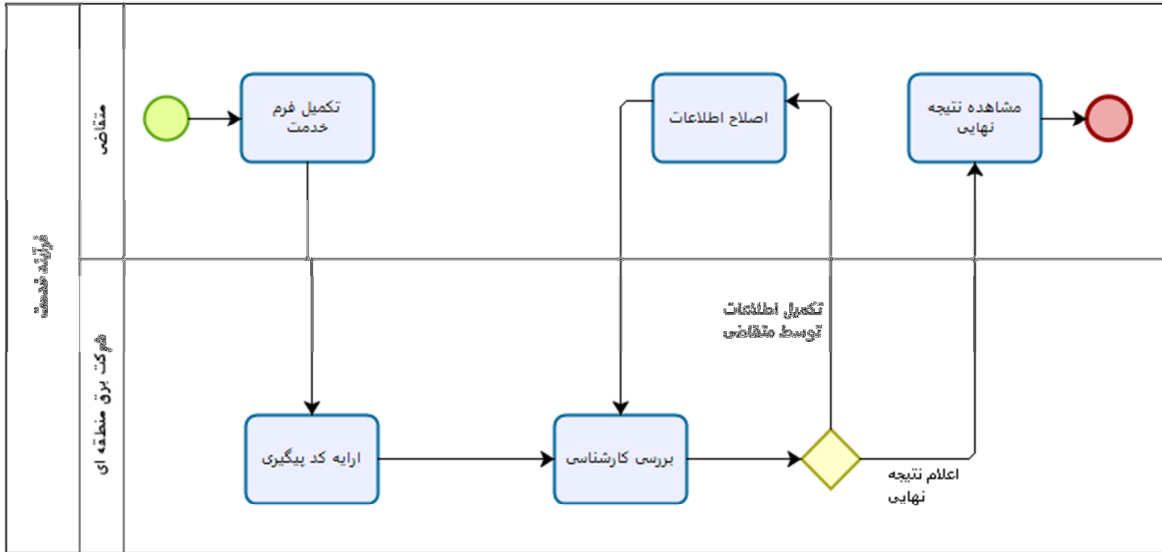 فرآیند خدمت
متقاضی
شرکت برق منطقه ای
تکمیل فرم
خدمت
اصلاح اطلاعات
مشاهده نتیجه
نهایی
تکمیل اطلاعات
توسط متقاضی
ارایه کد پیگیری
بررسی کارشناسی
اعلام نتیجه
نهایی